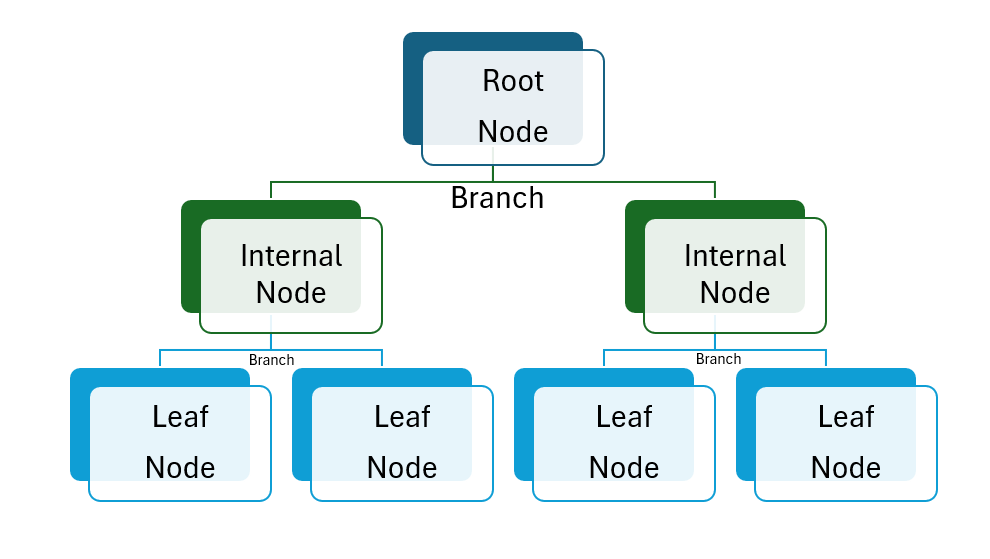 Root
Node
Branch
Internal
Node
Internal
Node
Branch
Branch
Leaf
Node
Leaf
Node
Leaf
Node
Leaf
Node